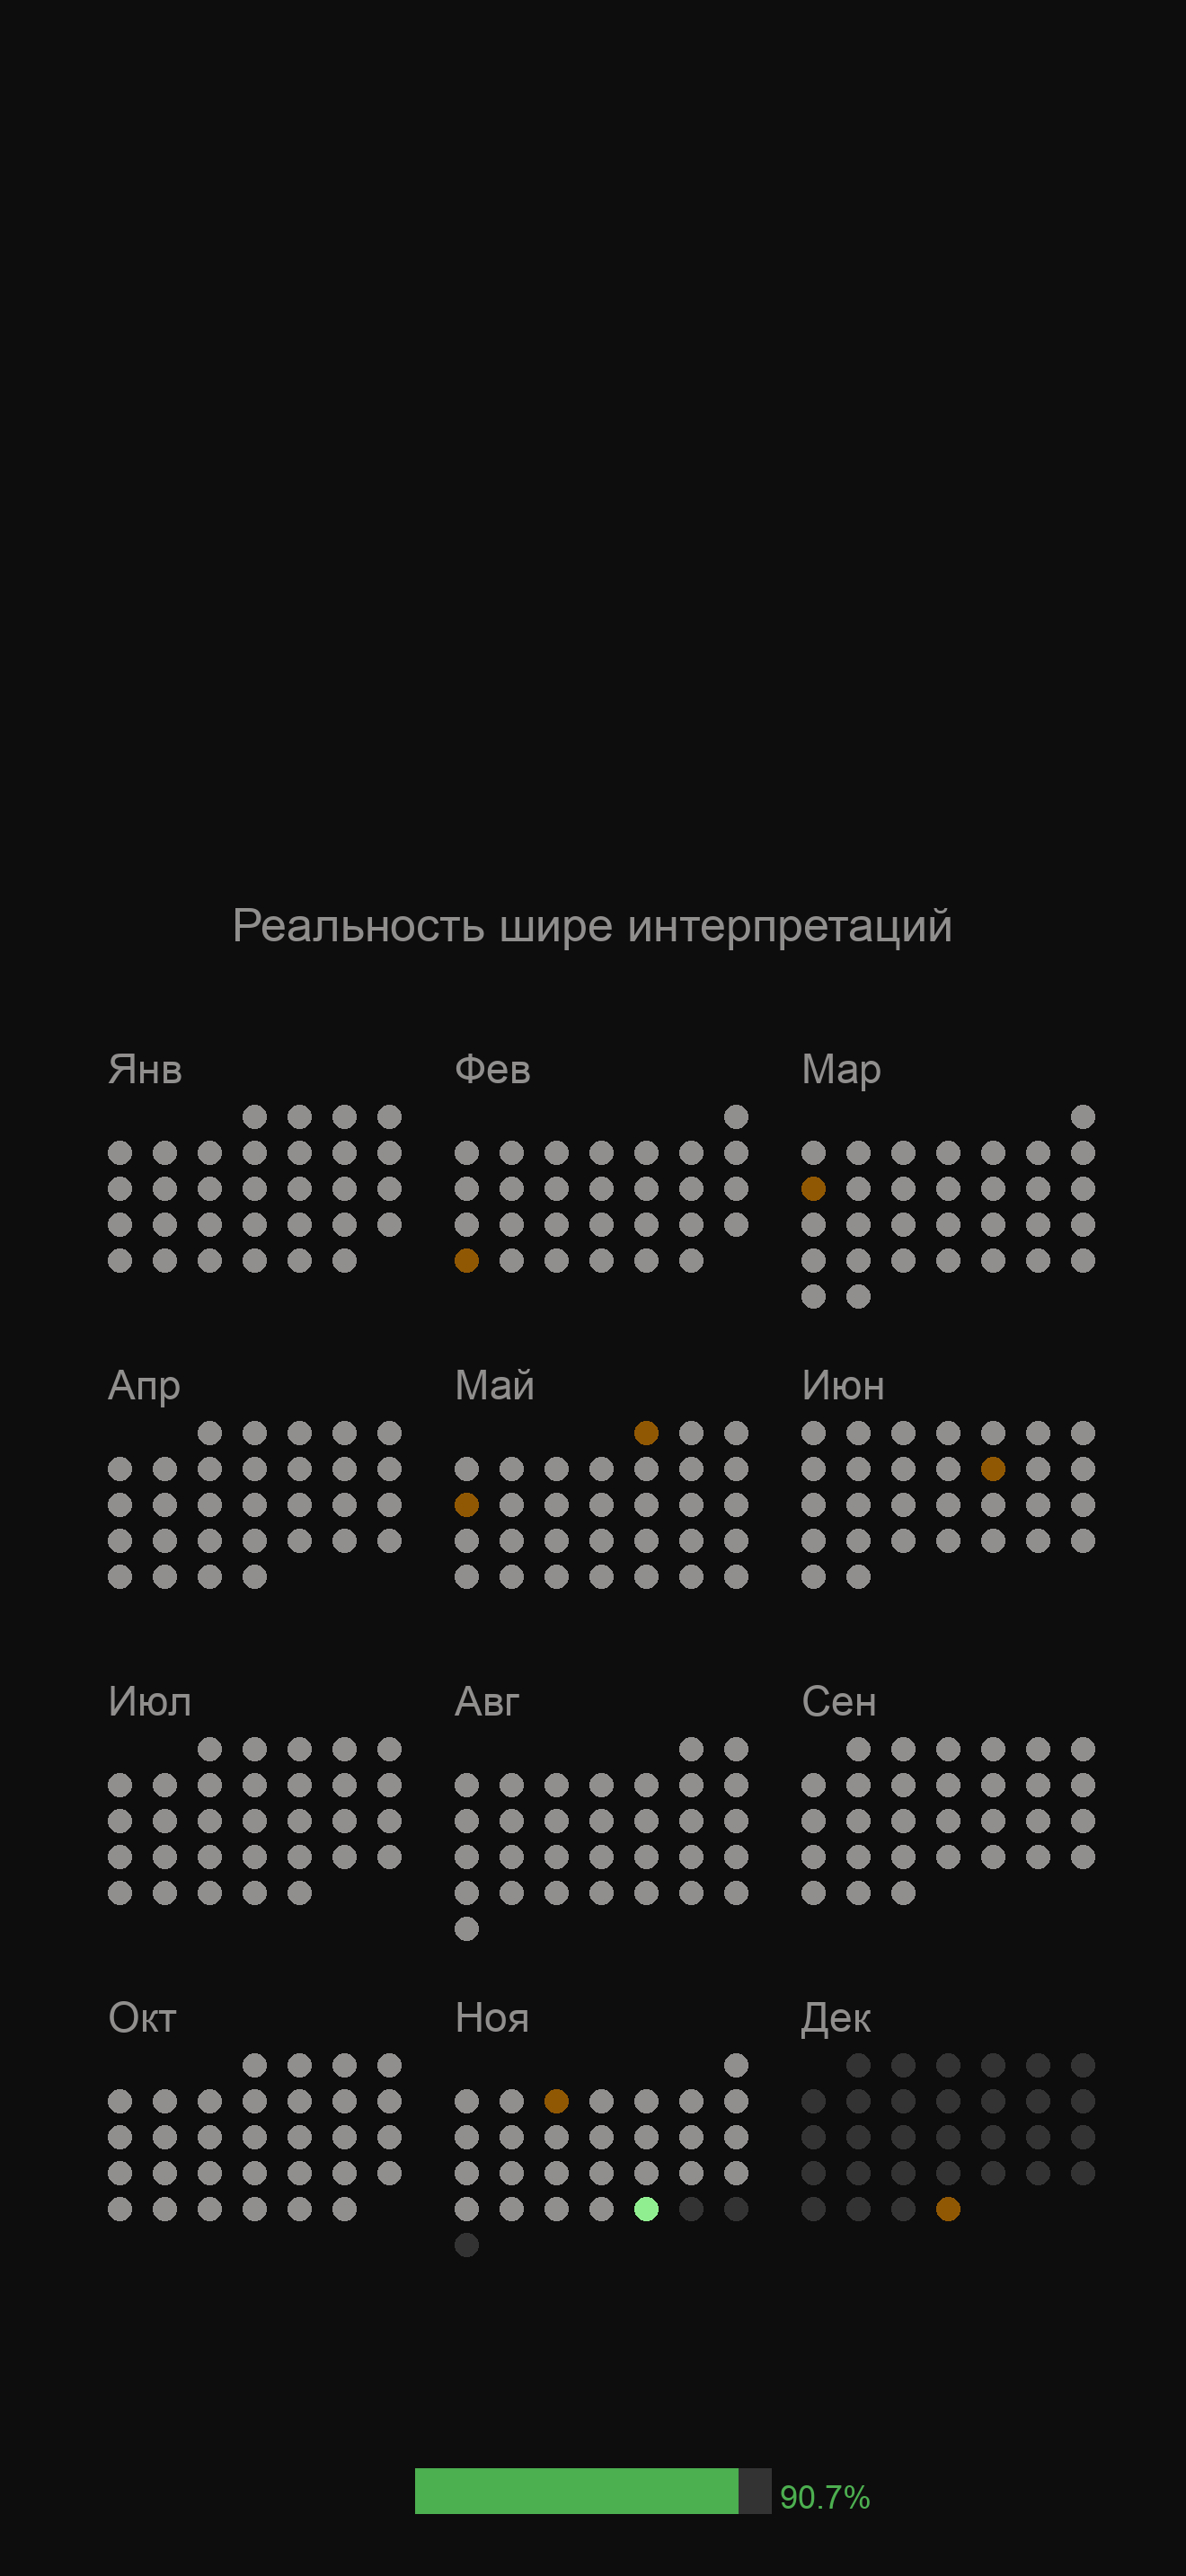 Реальность шире интерпретаций
Янв Фев Мар
Апр Май Июн
Июл Авг Сен
Окт Ноя Дек
90.7%